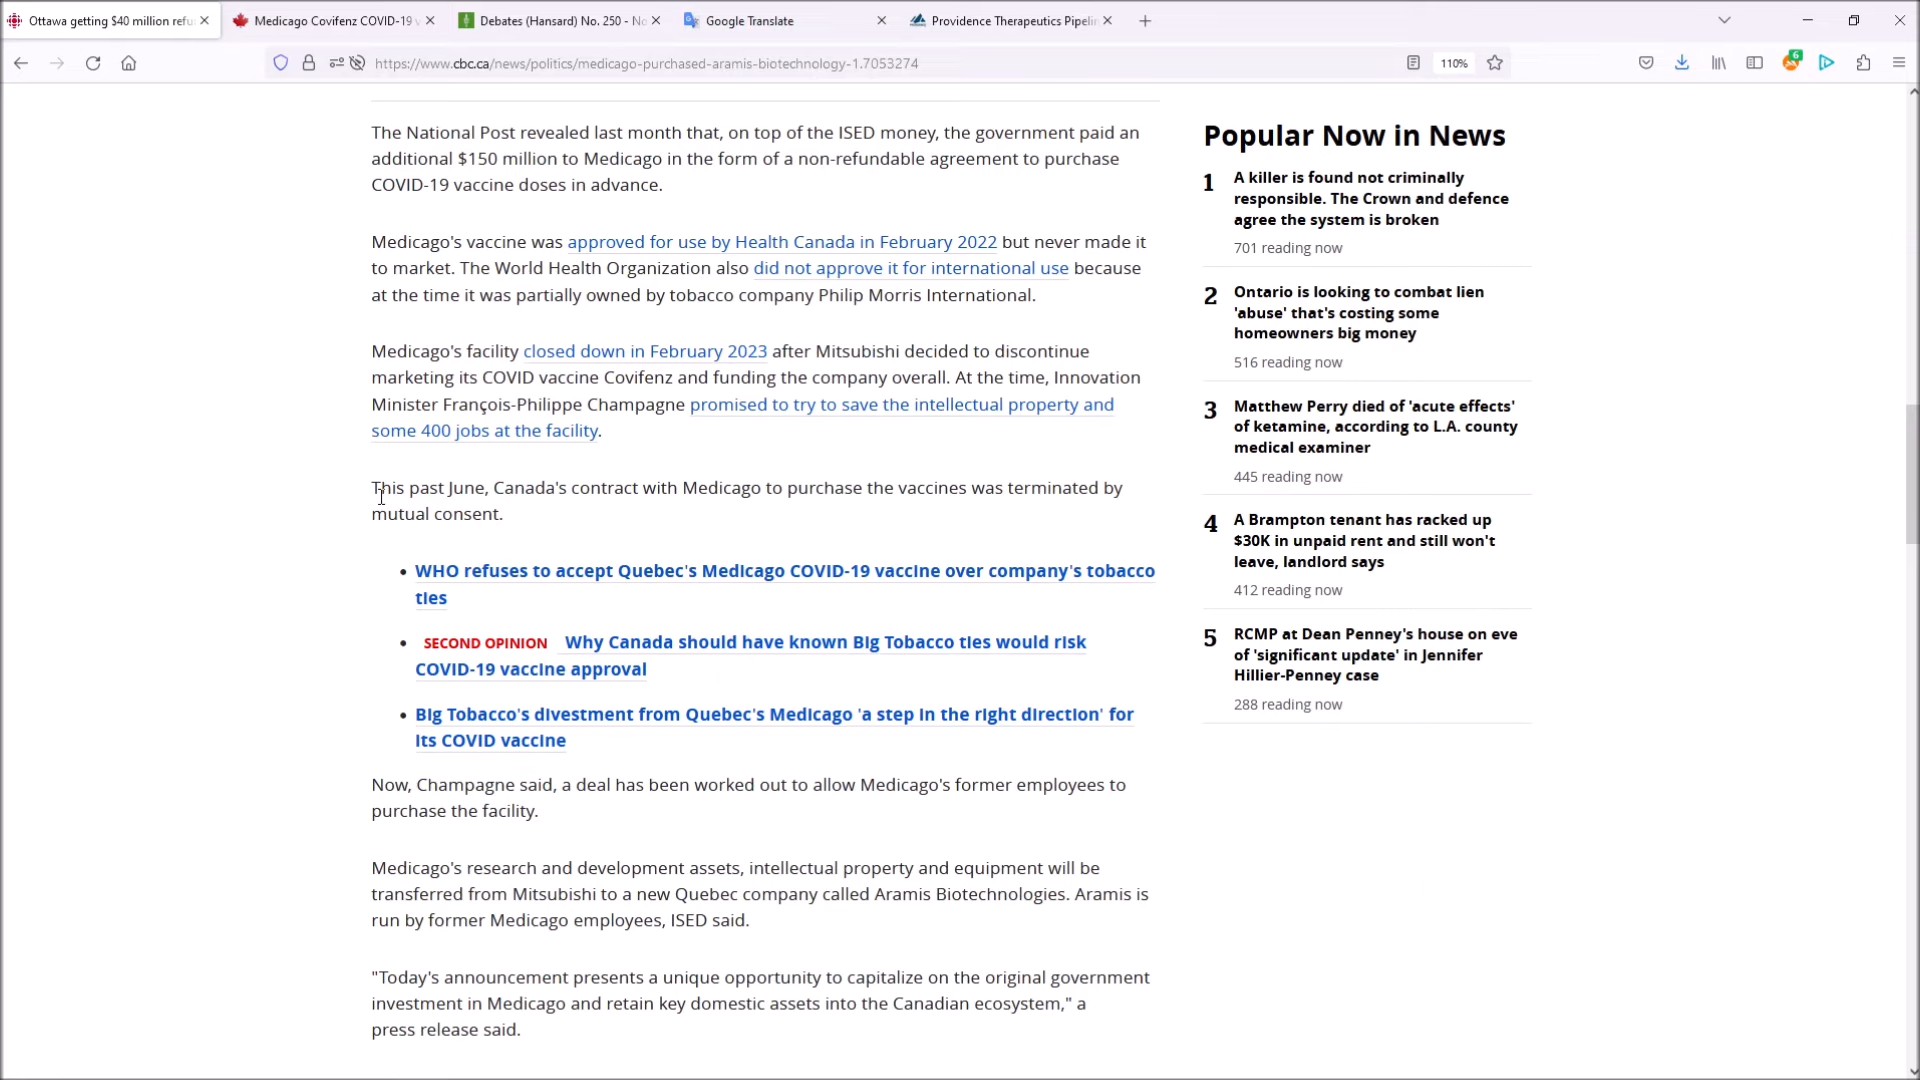 Ottawa getting $40 million refu
Medicago Covifenz COVID-19 v
Debates (Hansard) No. 250 - No
Google Translate
Providence Therapeutics Pipelin
https://www.cbc.ca/news/politics/medicago-purchased-aramis-biotechnology-1.7053274
110%
6
The National Post revealed last month that, on top of the ISED money, the government paid an
additional $150 million to Medicago in the form of a non-refundable agreement to purchase
COVID-19 vaccine doses in advance.
Medicago's vaccine was approved for use by Health Canada in February 2022 but never made it
to market. The World Health Organization also did not approve it for international use because
at the time it was partially owned by tobacco company Philip Morris International.
Medicago's facility closed down in February 2023 after Mitsubishi decided to discontinue
marketing its COVID vaccine Covifenz and funding the company overall. At the time, Innovation
Minister François-Philippe Champagne promised to try to save the intellectual property and
some 400 jobs at the facility.
This past June, Canada's contract with Medicago to purchase the vaccines was terminated by
mutual consent.
• WHO refuses to accept Quebec's Medicago COVID-19 vaccine over company's tobacco
ties
• SECOND OPINION Why Canada should have known Big Tobacco ties would risk
COVID-19 vaccine approval
• Big Tobacco's divestment from Quebec's Medicago 'a step in the right direction' for
its COVID vaccine
Now, Champagne said, a deal has been worked out to allow Medicago's former employees to
purchase the facility.
Medicago's research and development assets, intellectual property and equipment will be
transferred from Mitsubishi to a new Quebec company called Aramis Biotechnologies. Aramis is
run by former Medicago employees, ISED said.
"Today's announcement presents a unique opportunity to capitalize on the original government
investment in Medicago and retain key domestic assets into the Canadian ecosystem," a
press release said.
Popular Now in News
1 A killer is found not criminally
responsible. The Crown and defence
agree the system is broken
701 reading now
2 Ontario is looking to combat lien
'abuse' that's costing some
homeowners big money
516 reading now
3 Matthew Perry died of 'acute effects'
of ketamine, according to L.A. county
medical examiner
445 reading now
4 A Brampton tenant has racked up
$30K in unpaid rent and still won't
leave, landlord says
412 reading now
5 RCMP at Dean Penney's house on eve
of 'significant update' in Jennifer
Hillier-Penney case
288 reading now